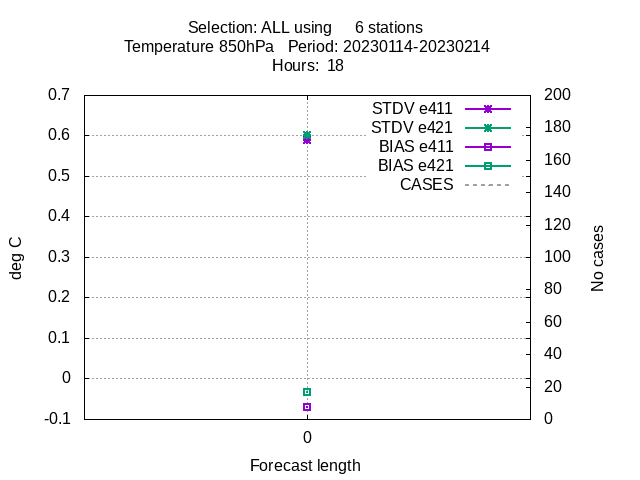 Selection: ALL using 6 stations
Temperature 850hPa Period: 20230114-20230214
Hours: 18
0.7
0.6
0.5
0.4
0.3
0.2
0.1
0
-0.1
deg C
STDV e411
STDV e421
BIAS e411
BIAS e421
CASES
200
180
160
140
120
100
80
60
40
20
0
No cases
0
Forecast length